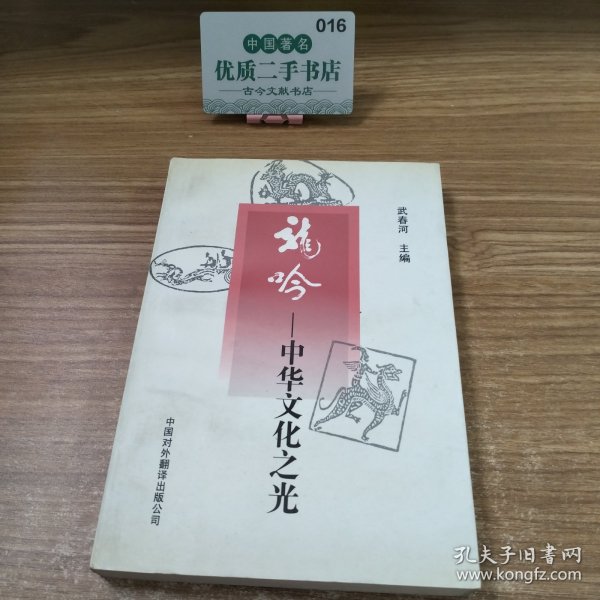 016
中国著名
优质二手书店
古今文献书店
武春河 主编
龙吟
—中华文化之光
中国对外翻译出版公司
孔夫子旧书网
www.kongfz.com